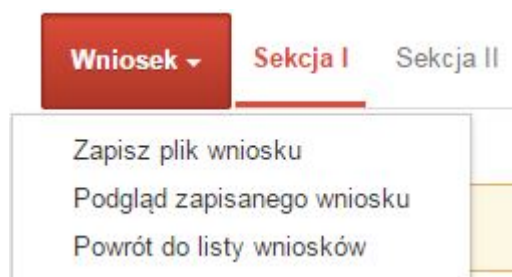 Wniosek Sekcja I Sekcja II
Zapisz plik wniosku
Podgląd zapisanego wniosku
Powrót do listy wniosków